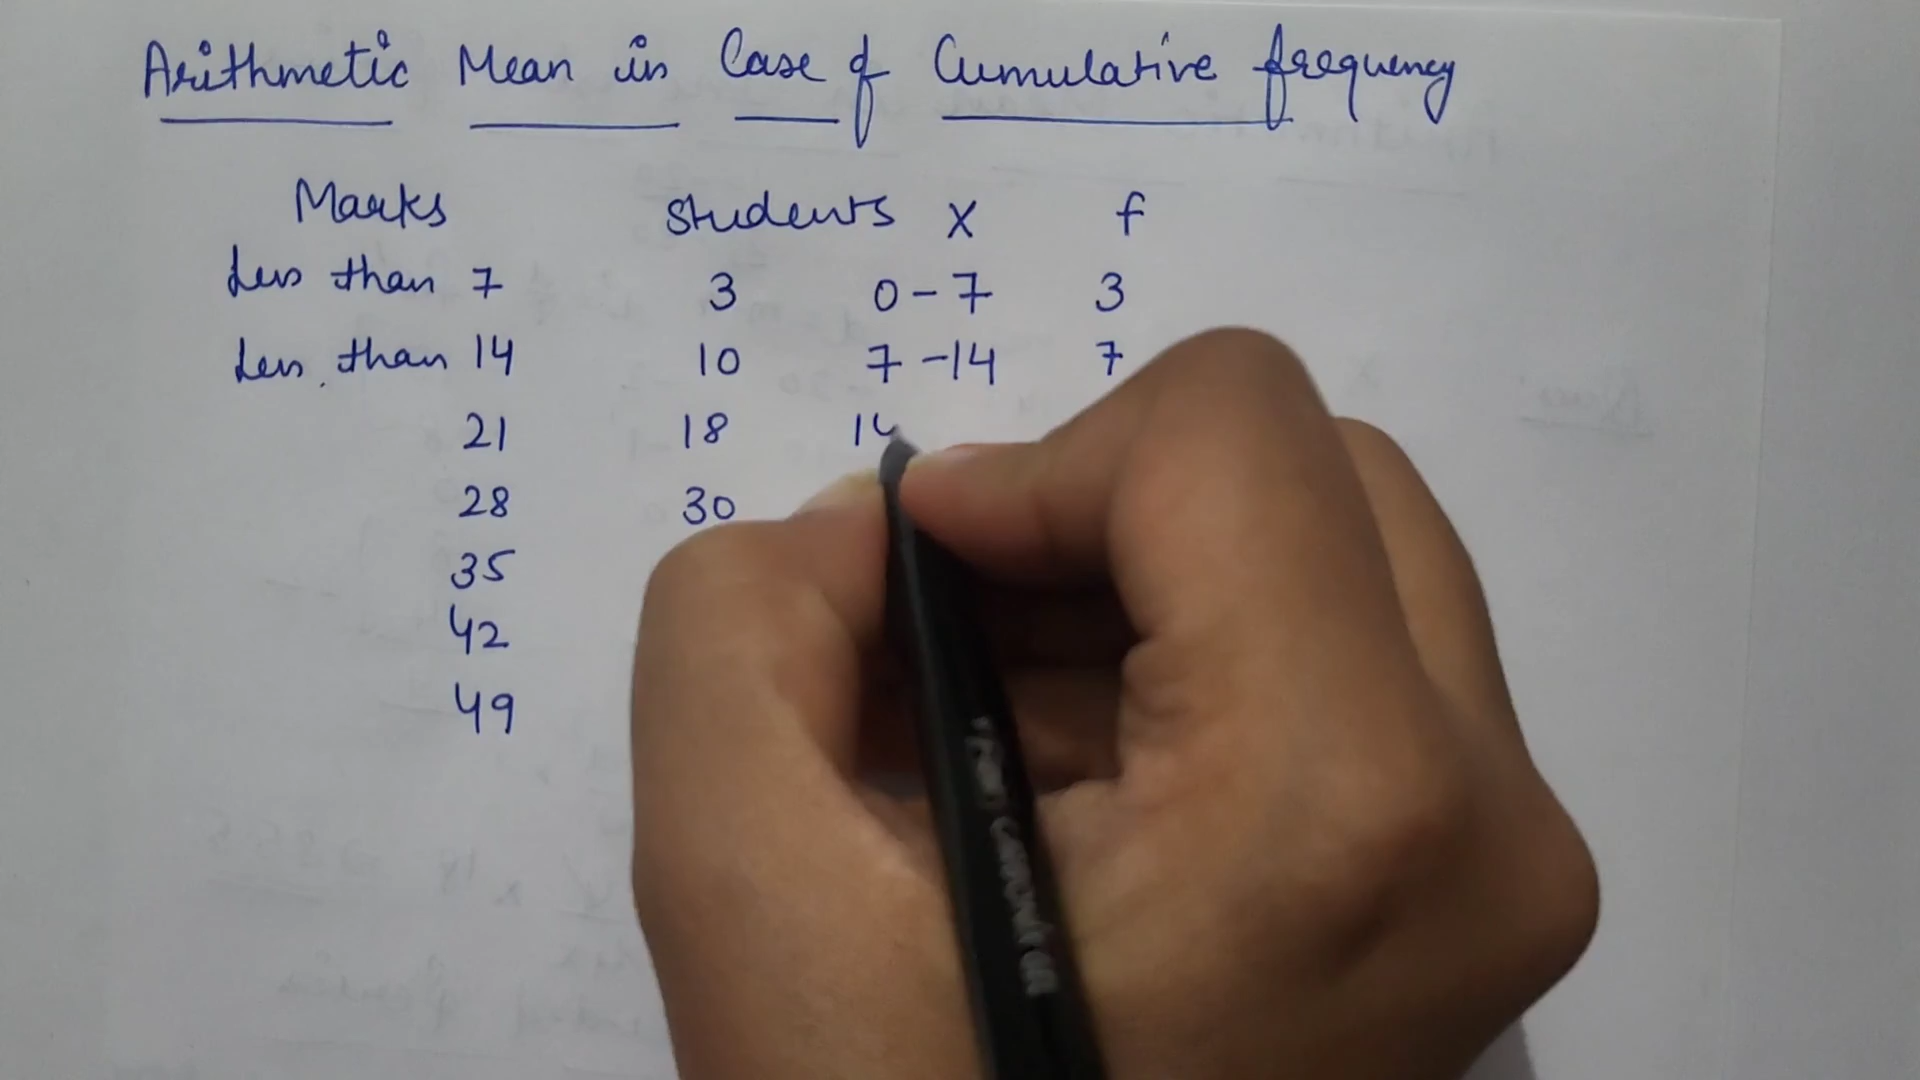 Arithmetic Mean in Case of Cumulative frequency
Marks Students X f
Less than 7 3 0-7 3
Less than 14 10 7-14 7
21 18 14
28 30
35
42
49